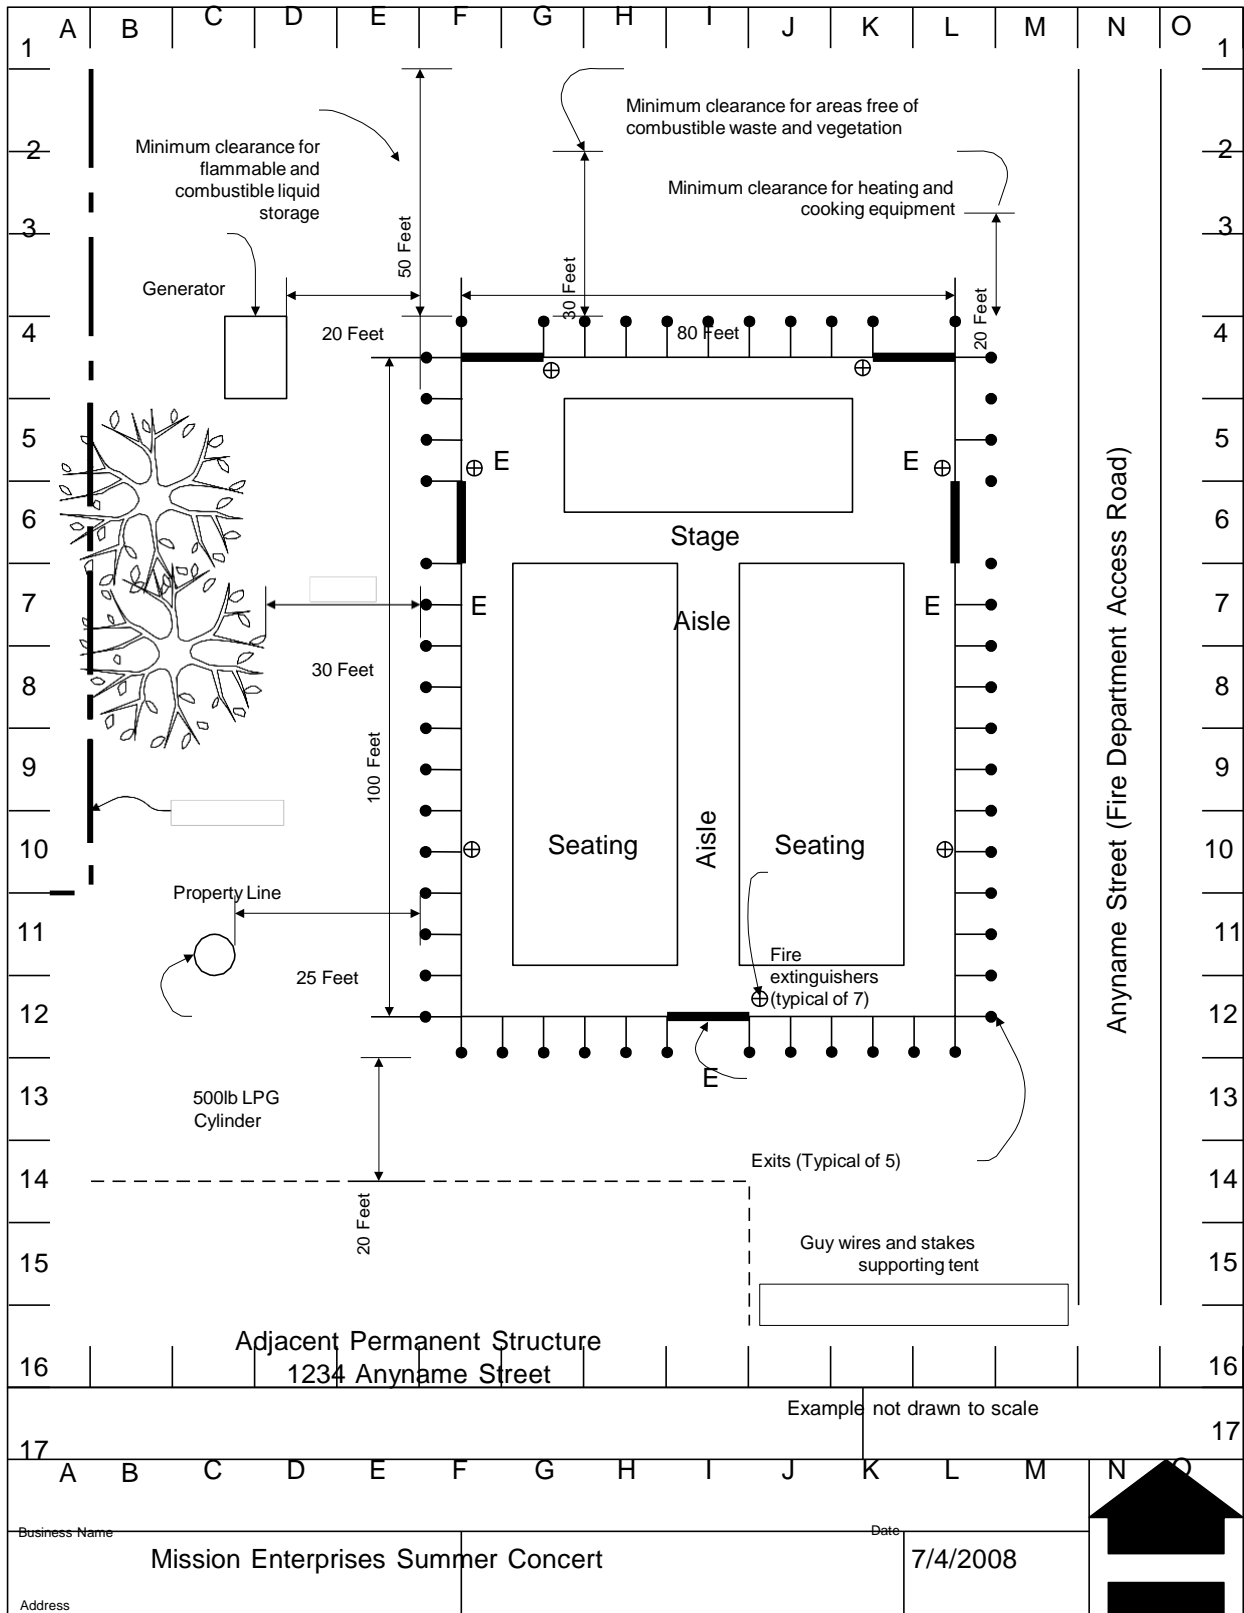 A B C D E F G H I J K L M N O
1 1
Minimum clearance for areas free of
combustible waste and vegetation
2 2
Minimum clearance for
flammable and
combustible liquid
storage
Minimum clearance for heating and
cooking equipment
3 3
50 Feet
30 Feet
20 Feet
Generator
4 4
20 Feet
80 Feet
5 5
E E
6 6
Stage
7 7
E E
Aisle
30 Feet
8 8
9 9
100 Feet
Anyname Street (Fire Department Access Road)
10 10
Seating
Aisle
Seating
Property Line
11 11
25 Feet
Fire
extinguishers
(typical of 7)
12 12
E
13 13
500lb LPG
Cylinder
Exits (Typical of 5)
14 14
20 Feet
Guy wires and stakes
supporting tent
15 15
Adjacent Permanent Structure
1234 Anyname Street
16 16
Example not drawn to scale
17 17
A B C D E F G H I J K L M N O
Business Name
Date
Mission Enterprises Summer Concert
7/4/2008
Address